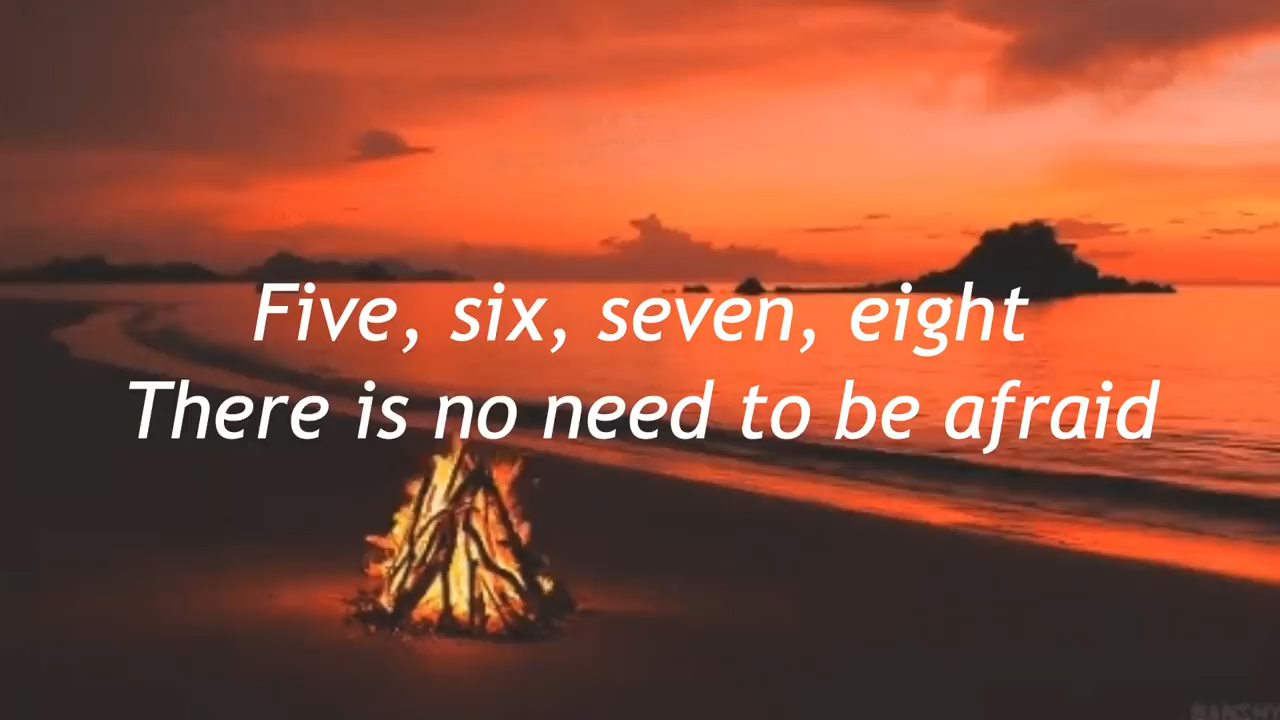 Five, six, seven, eight
There is no need to be afraid